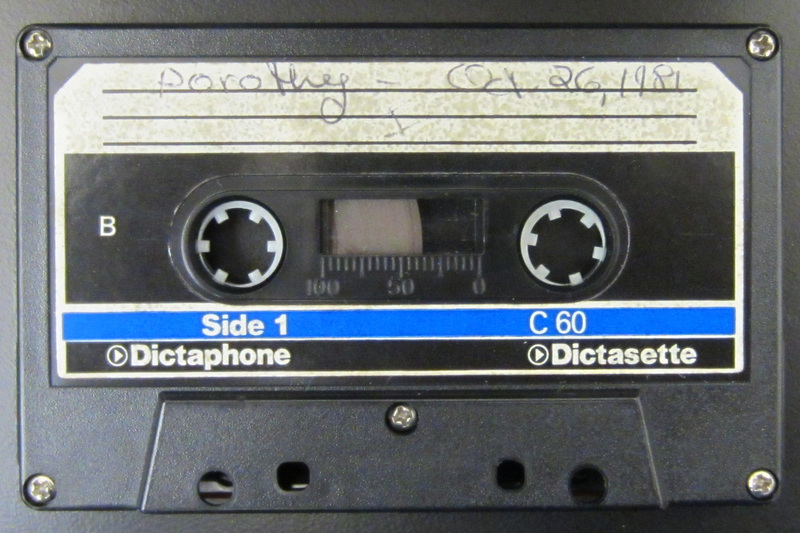 Dorothy - Oct. 26, 1981
I
B
100 50 0
Side 1 C 60
Dictaphone Dictasette